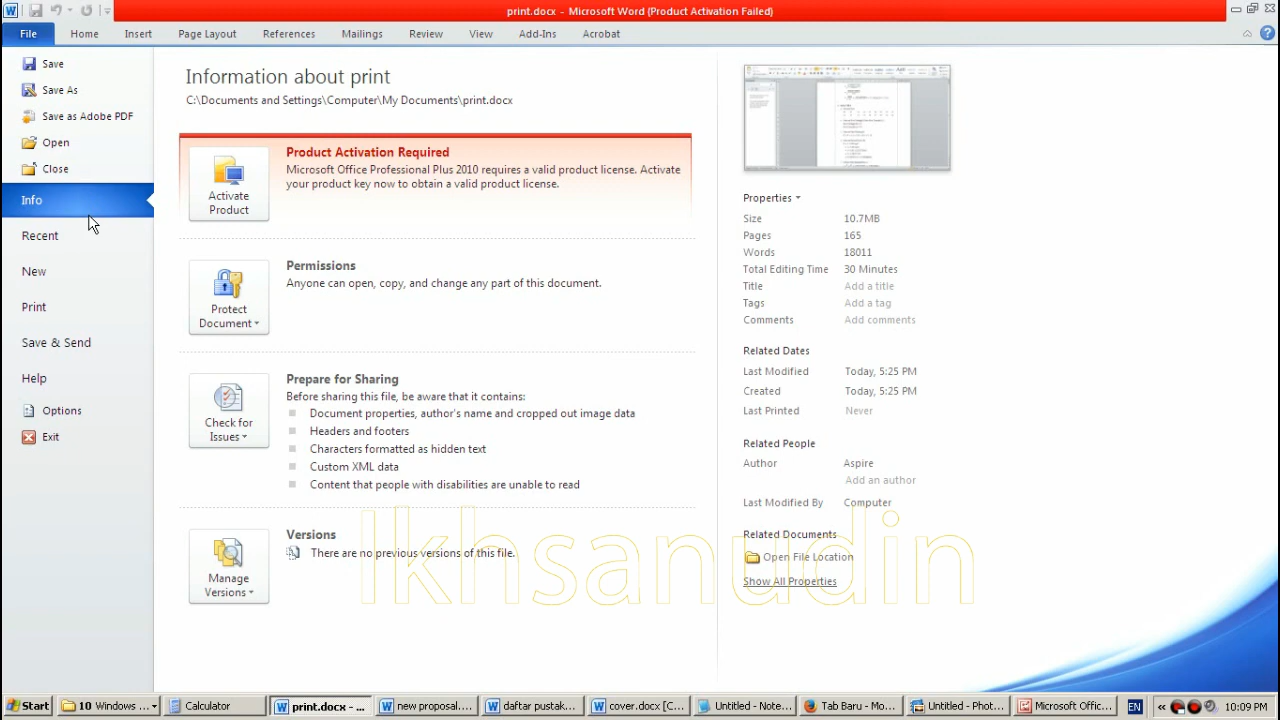 print.docx - Microsoft Word (Product Activation Failed)
File Home Insert Page Layout References Mailings Review View Add-Ins Acrobat
Save
Save As
Save as Adobe PDF
Open
Close
Info
Recent
New
Print
Save & Send
Help
Options
Exit
Information about print
C:\Documents and Settings\Computer\My Documents\print.docx
Activate
Product
Product Activation Required
Microsoft Office Professional Plus 2010 requires a valid product license. Activate
your product key now to obtain a valid product license.
Protect
Document
Permissions
Anyone can open, copy, and change any part of this document.
Check for
Issues
Prepare for Sharing
Before sharing this file, be aware that it contains:
Document properties, author's name and cropped out image data
Headers and footers
Characters formatted as hidden text
Custom XML data
Content that people with disabilities are unable to read
Manage
Versions
Versions
There are no previous versions of this file.
Properties
Size 10.7MB
Pages 165
Words 18011
Total Editing Time 30 Minutes
Title Add a title
Tags Add a tag
Comments Add comments
Related Dates
Last Modified Today, 5:25 PM
Created Today, 5:25 PM
Last Printed Never
Related People
Author Aspire
Add an author
Last Modified By Computer
Related Documents
Open File Location
Show All Properties
Ikhsanudin
Start 10 Windows ... Calculator print.docx - ... new proposal... daftar pustak... cover.docx [C... Untitled - Note... Tab Baru - Mo... Untitled - Phot... Microsoft Offic... EN « 10:09 PM